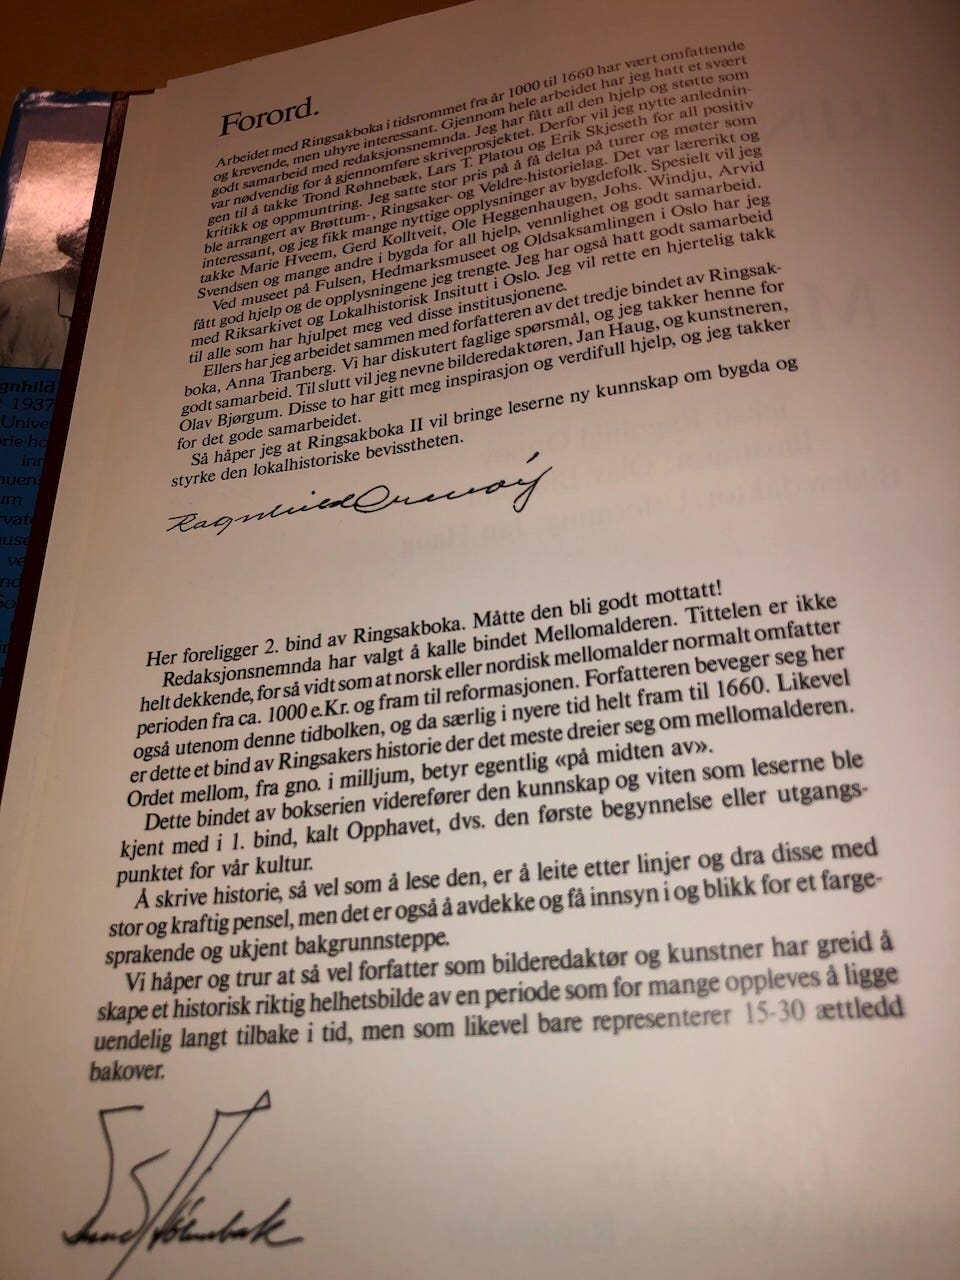 Forord.
Arbeidet med Ringsakboka i tidsrommet fra år 1000 til 1660 har vært omfattende
og krevende, men uhyre interessant. Gjennom hele arbeidet har jeg hatt et svært
godt samarbeid med redaksjonsnemnda. Jeg har fått all den hjelp og støtte som
var nødvendig for å gjennomføre skriveprosjektet. Derfor vil jeg nytte anlednin-
gen til å takke Trond Røhnebæk, Lars T. Platou og Erik Skjeseth for all positiv
kritikk og oppmuntring. Jeg satte stor pris på å få delta på turer og møter som
ble arrangert av Brøttum-, Ringsaker- og Veldre-historielag. Det var lærerikt og
interessant, og jeg fikk mange nyttige opplysninger av bygdefolk. Spesielt vil jeg
takke Marie Hveem, Gerd Kolltveit, Ole Heggenhaugen, Johs. Windju, Arvid
Svendsen og mange andre i bygda for all hjelp, vennlighet og godt samarbeid.
Ved museet på Fulsen, Hedmarksmuseet og Oldsaksamlingen i Oslo har jeg
fått god hjelp og de opplysningene jeg trengte. Jeg har også hatt godt samarbeid
med Riksarkivet og Lokalhistorisk Insitutt i Oslo. Jeg vil rette en hjertelig takk
til alle som har hjulpet meg ved disse institusjonene.
Ellers har jeg arbeidet sammen med forfatteren av det tredje bindet av Ringsak-
boka, Anna Tranberg. Vi har diskutert faglige spørsmål, og jeg takker henne for
godt samarbeid. Til slutt vil jeg nevne bilderedaktøren, Jan Haug, og kunstneren,
Olav Bjørgum. Disse to har gitt meg inspirasjon og verdifull hjelp, og jeg takker
for det gode samarbeidet.
Så håper jeg at Ringsakboka II vil bringe leserne ny kunnskap om bygda og
styrke den lokalhistoriske bevisstheten.
Ragnhild
Her foreligger 2. bind av Ringsakboka. Måtte den bli godt mottatt!
Redaksjonsnemnda har valgt å kalle bindet Mellomalderen. Tittelen er ikke
helt dekkende, for så vidt som at norsk eller nordisk mellomalder normalt omfatter
perioden fra ca. 1000 e.Kr. og fram til reformasjonen. Forfatteren beveger seg her
også utenom denne tidbolken, og da særlig i nyere tid helt fram til 1660. Likevel
er dette et bind av Ringsakers historie der det meste dreier seg om mellomalderen.
Ordet mellom, fra gno. i milljum, betyr egentlig «på midten av».
Dette bindet av bokserien viderefører den kunnskap og viten som leserne ble
kjent med i 1. bind, kalt Opphavet, dvs. den første begynnelse eller utgangs-
punktet for vår kultur.
Å skrive historie, så vel som å lese den, er å leite etter linjer og dra disse med
stor og kraftig pensel, men det er også å avdekke og få innsyn i og blikk for et farge-
sprakende og ukjent bakgrunnsteppe.
Vi håper og trur at så vel forfatter som bilderedaktør og kunstner har greid å
skape et historisk riktig helhetsbilde av en periode som for mange oppleves å ligge
uendelig langt tilbake i tid, men som likevel bare representerer 15-30 ættledd
bakover.
gnhild
1937